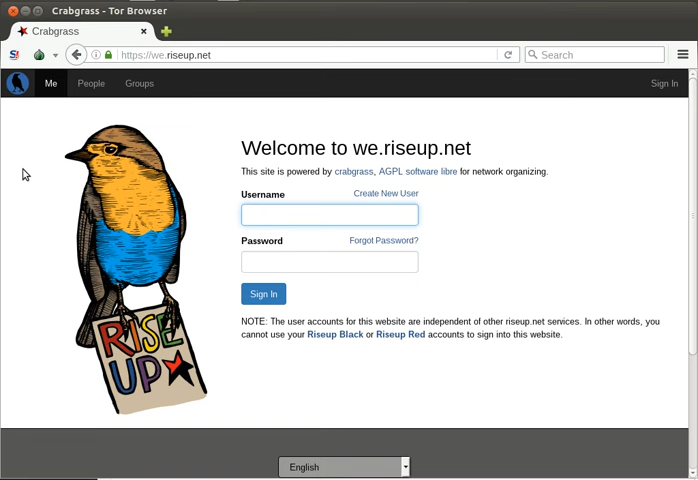 Crabgrass - Tor Browser
Crabgrass
https://we.riseup.net
Search
Me People Groups Sign In
Welcome to we.riseup.net
This site is powered by crabgrass, AGPL software libre for network organizing.
Username Create New User
Password Forgot Password?
Sign In
NOTE: The user accounts for this website are independent of other riseup.net services. In other words, you
cannot use your Riseup Black or Riseup Red accounts to sign into this website.
RISE
UP
English